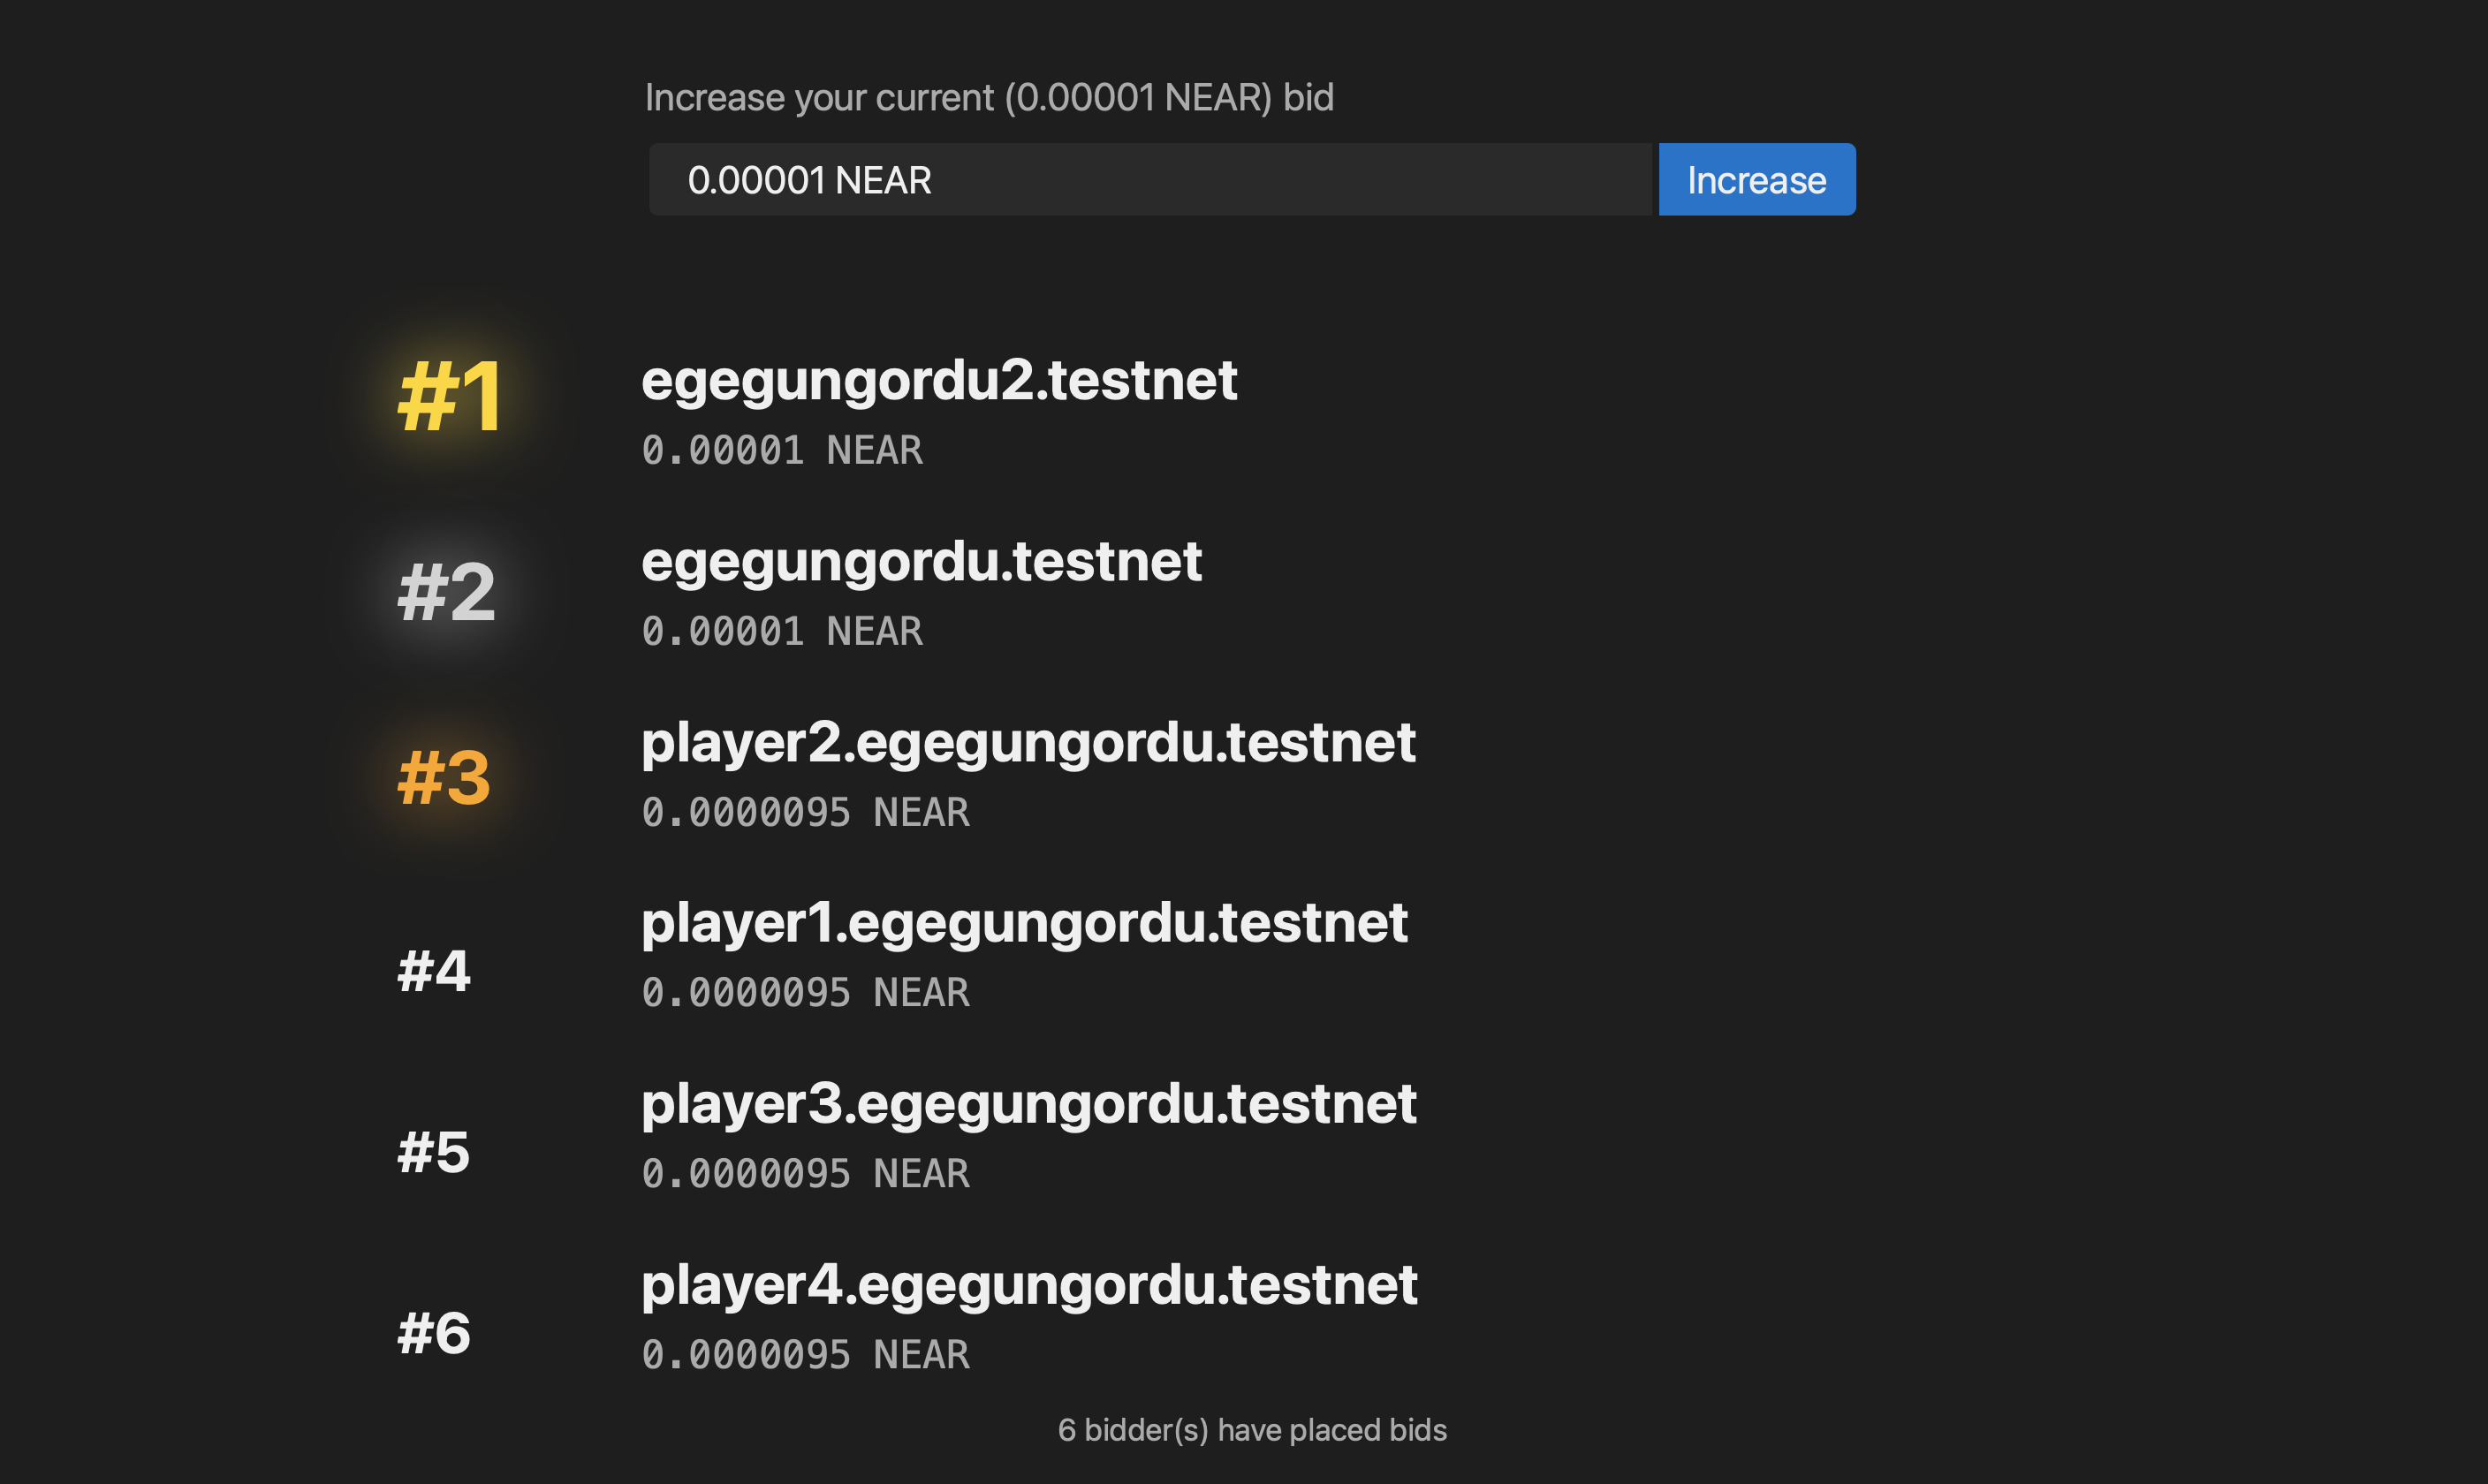 Increase your current (0.00001 NEAR) bid
0.00001 NEAR Increase
#1 egegungordu2.testnet
0.00001 NEAR
#2 egegungordu.testnet
0.00001 NEAR
#3 player2.egegungordu.testnet
0.0000095 NEAR
#4 player1.egegungordu.testnet
0.0000095 NEAR
#5 player3.egegungordu.testnet
0.0000095 NEAR
#6 player4.egegungordu.testnet
0.0000095 NEAR
6 bidder(s) have placed bids